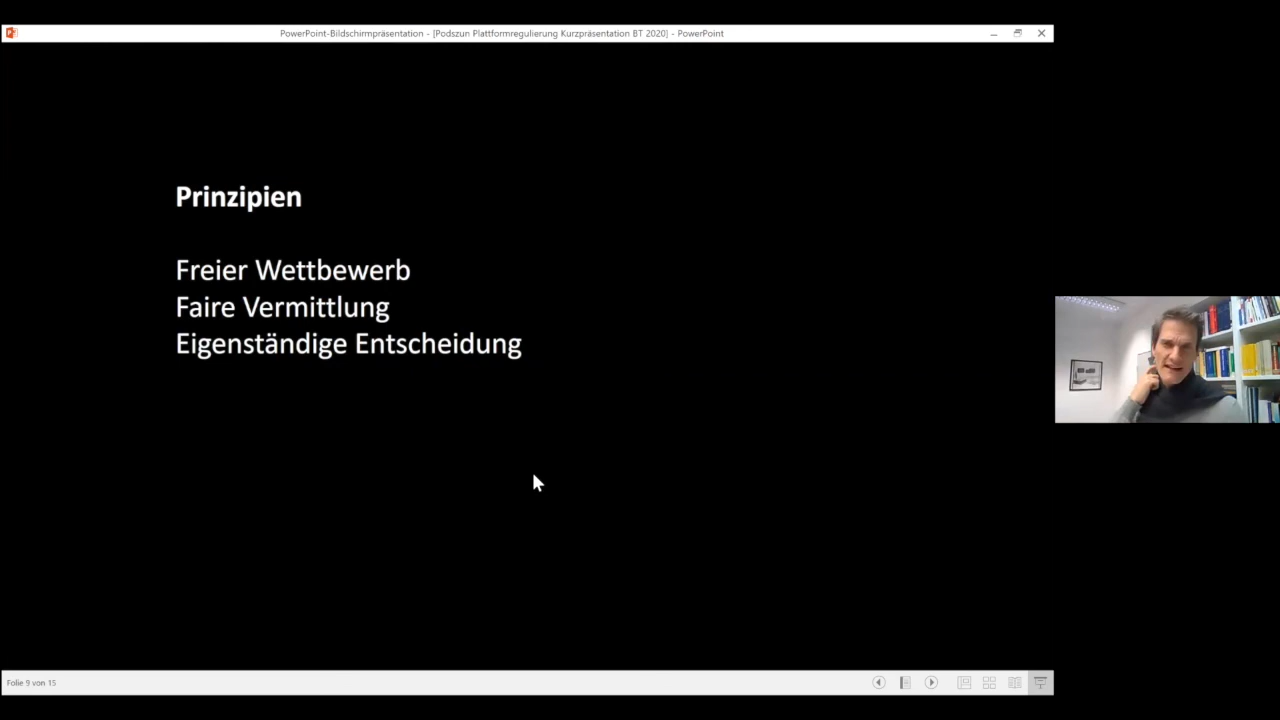 PowerPoint-Bildschirmpräsentation - [Podszun Plattformregulierung Kurzpräsentation BT 2020] - PowerPoint
Prinzipien
Freier Wettbewerb
Faire Vermittlung
Eigenständige Entscheidung
Folie 9 von 15